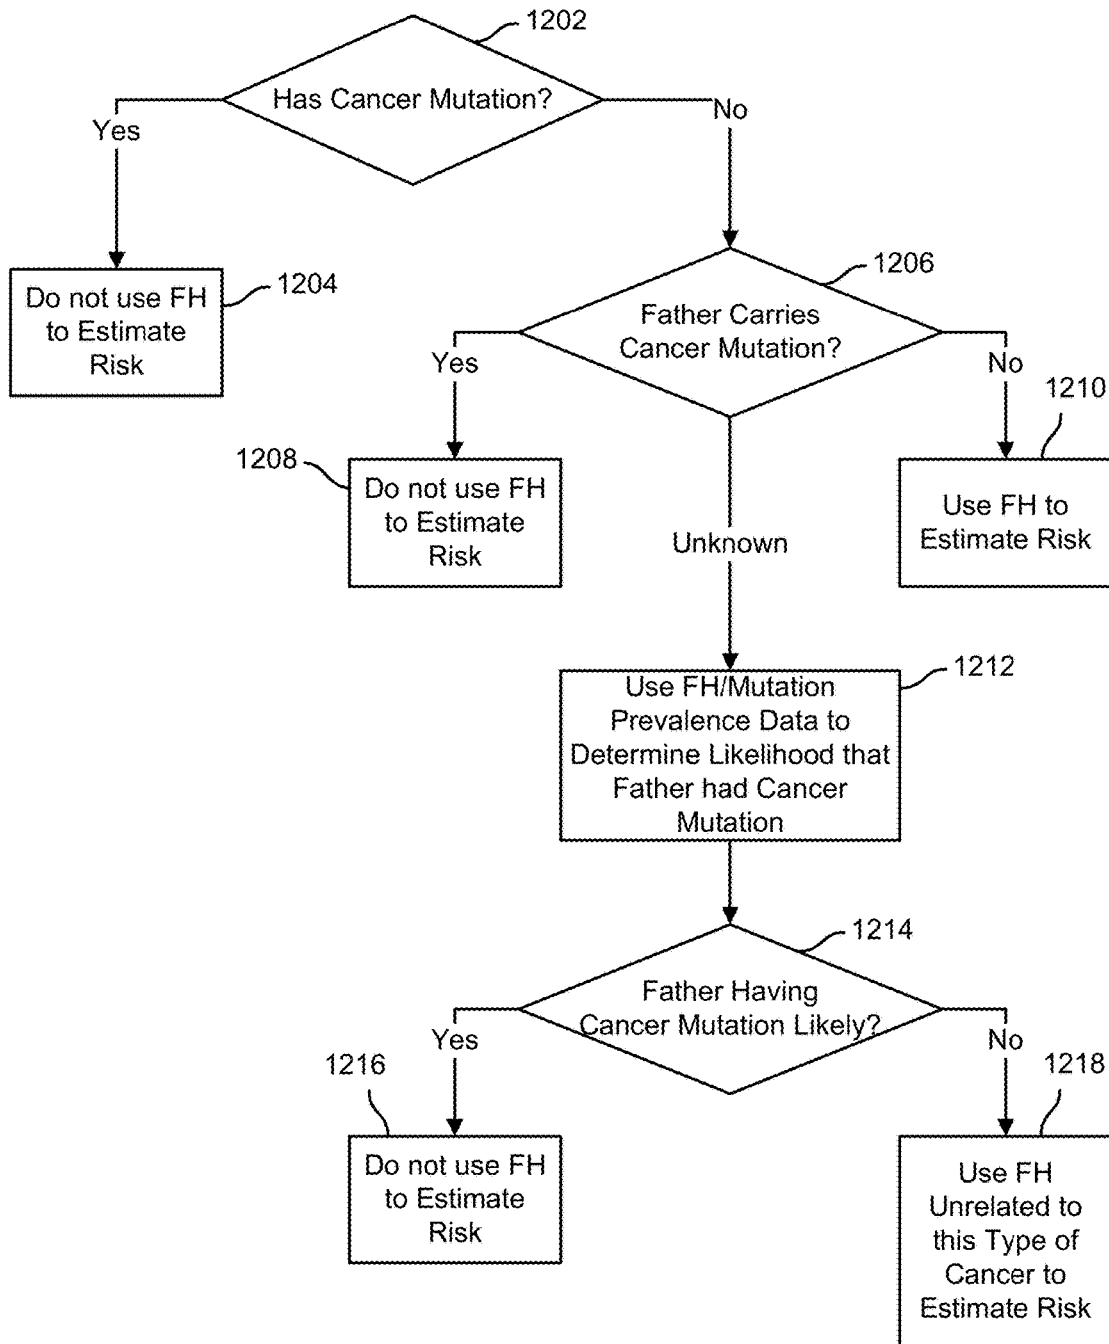 1202
Has Cancer Mutation?
Yes
No
Do not use FH
to Estimate
Risk
1204
1206
Father Carries
Cancer Mutation?
Yes
No
1208
Do not use FH
to Estimate
Risk
1210
Use FH to
Estimate Risk
Unknown
1212
Use FH/Mutation
Prevalence Data to
Determine Likelihood that
Father had Cancer
Mutation
1214
Father Having
Cancer Mutation Likely?
Yes
No
1216
Do not use FH
to Estimate
Risk
1218
Use FH
Unrelated to
this Type of
Cancer to
Estimate Risk